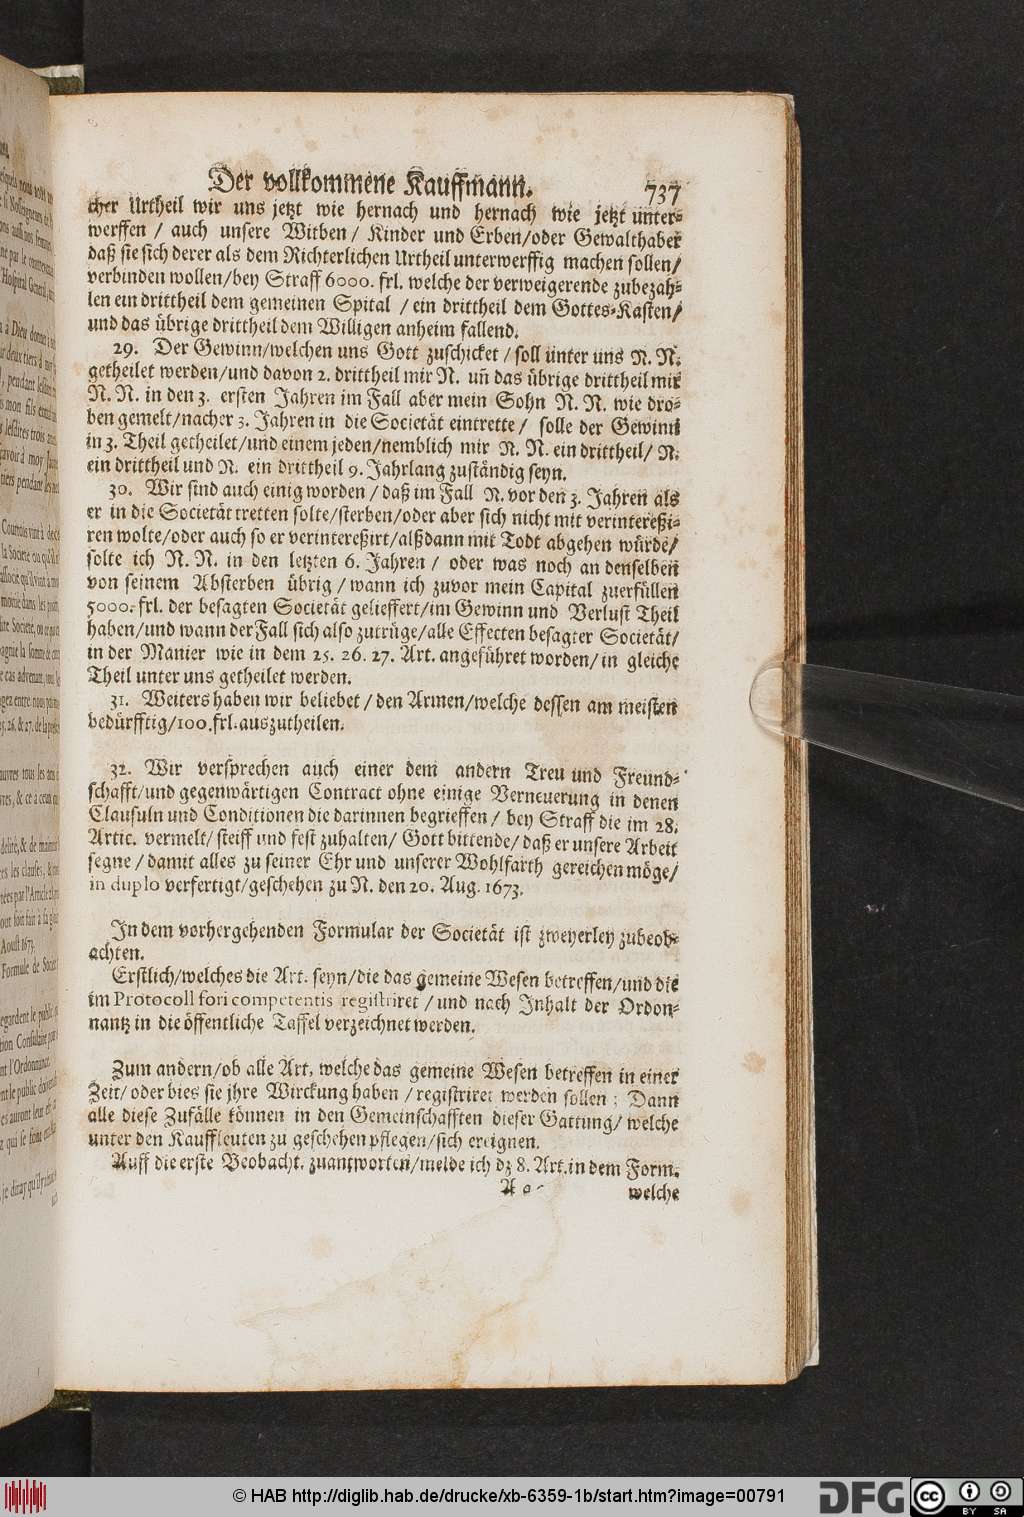 Der vollkommene Kauffmann. 737
cher Urtheil wir uns jetzt wie hernach und hernach wie jetzt unter-
werffen / auch unsere Witben / Kinder und Erben/oder Gewalthaber
daß sie sich derer als dem Richterlichen Urtheil unterwerffig machen sollen/
verbinden wollen/bey Straff 6000. frl. welche der verweigerende zubezah-
len ein drittheil dem gemeinen Spital / ein drittheil dem Gottes-Kasten/
und das übrige drittheil dem Willigen anheim fallend.
29. Der Gewinn/welchen uns Gott zuschicket / soll unter uns N. N.
getheilet werden/und davon 2. drittheil mir N. uñ das übrige drittheil mir
N. N. in den 3. ersten Jahren im Fall aber mein Sohn N. N. wie dro-
ben gemelt/nacher 3. Jahren in die Societät eintrette / solle der Gewinn
in 3. Theil getheilet/und einem jeden/nemblich mir N. N. ein drittheil/ N.
ein drittheil und N. ein drittheil 9. Jahrlang zuständig seyn.
30. Wir sind auch einig worden / daß im Fall N. vor den 3. Jahren als
er in die Societät tretten solte/sterben/oder aber sich nicht mit verintereßi-
ren wolte/oder auch so er verintereßirt/alßdann mit Todt abgehen würde/
solte ich N. N. in den letzten 6. Jahren / oder was noch an denselben
von seinem Absterben übrig / wann ich zuvor mein Capital zuerfüllen
5000. frl. der besagten Societät gelieffert/im Gewinn und Verlust Theil
haben/und wann der Fall sich also zutrüge/alle Effecten besagter Societät/
in der Manier wie in dem 25. 26. 27. Art. angeführet worden/in gleiche
Theil unter uns getheilet werden.
31. Weiters haben wir beliebet / den Armen/welche dessen am meisten
bedürfftig/100. frl. auszutheilen.
32. Wir versprechen auch einer dem andern Treu und Freund-
schafft/und gegenwärtigen Contract ohne einige Verneuerung in denen
Clausuln und Conditionen die darinnen begrieffen / bey Straff die im 28.
Artic. vermelt/ steiff und fest zuhalten/ Gott bittende/ daß er unsere Arbeit
segne / damit alles zu seiner Ehr und unserer Wohlfarth gereichen möge/
in duplo verfertigt/geschehen zu N. den 20. Aug. 1673.
In dem vorhergehenden Formular der Societät ist zweyerley zubeob-
achten.
Erstlich/welches die Art. seyn/die das gemeine Wesen betreffen/und die
im Protocoll fori competentis registriret / und nach Inhalt der Ordon-
nantz in die öffentliche Taffel verzeichnet werden.
Zum andern/ob alle Art. welche das gemeine Wesen betreffen in einer
Zeit/oder bies sie jhre Wirckung haben / registriret werden sollen ; Dann
alle diese Zufälle können in den Gemeinschafften dieser Gattung/ welche
unter den Kauffleuten zu geschehen pflegen/sich ereignen.
Auff die erste Beobacht. zuantworten/melde ich dz 8. Art. in dem Form.
welche
© HAB http://diglib.hab.de/drucke/xb-6359-1b/start.htm?image=00791
DFG
cc BY SA